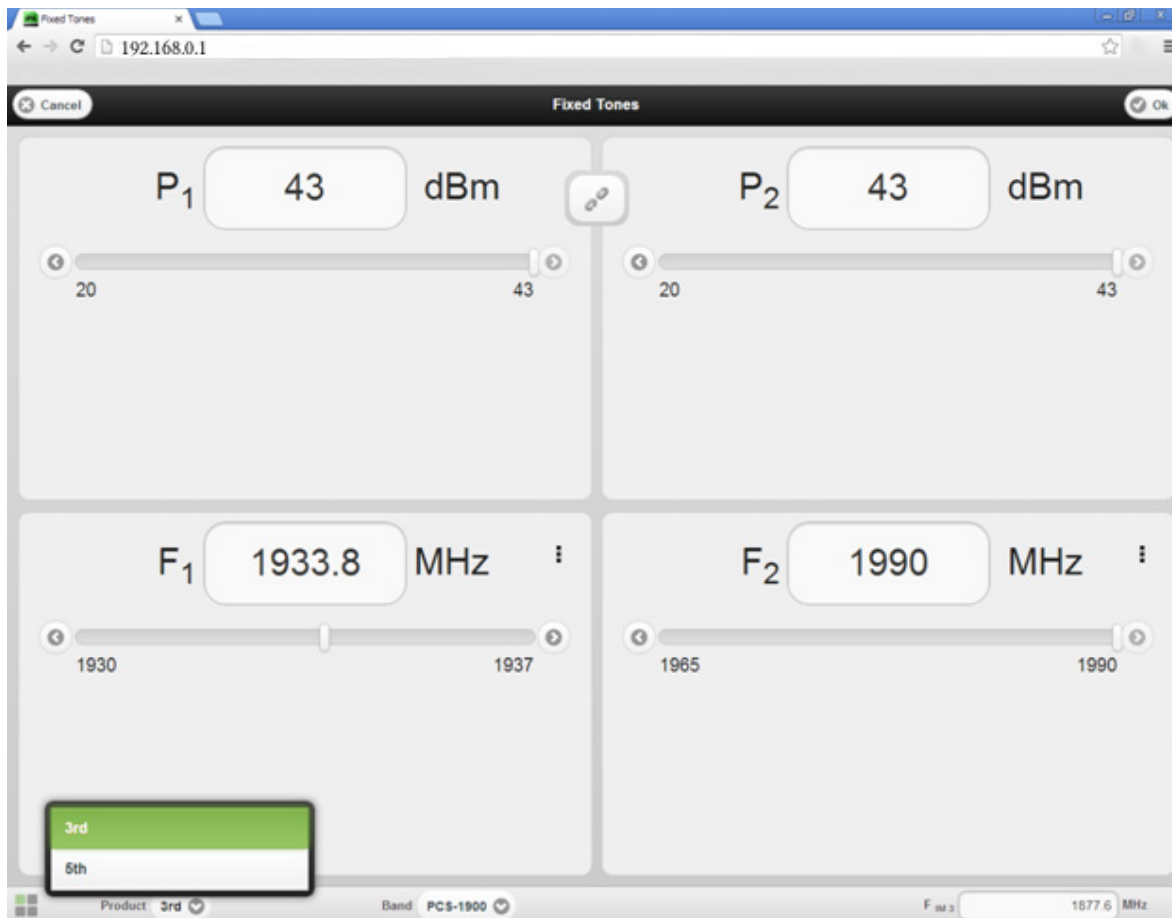 Fixed Tones
192.168.0.1
Cancel Fixed Tones Ok
P1 43 dBm P2 43 dBm
20 43 20 43
F1 1933.8 MHz F2 1990 MHz
1930 1937 1965 1990
3rd
5th
Product 3rd Band PCS-1900 F IM 3 1877.6 MHz